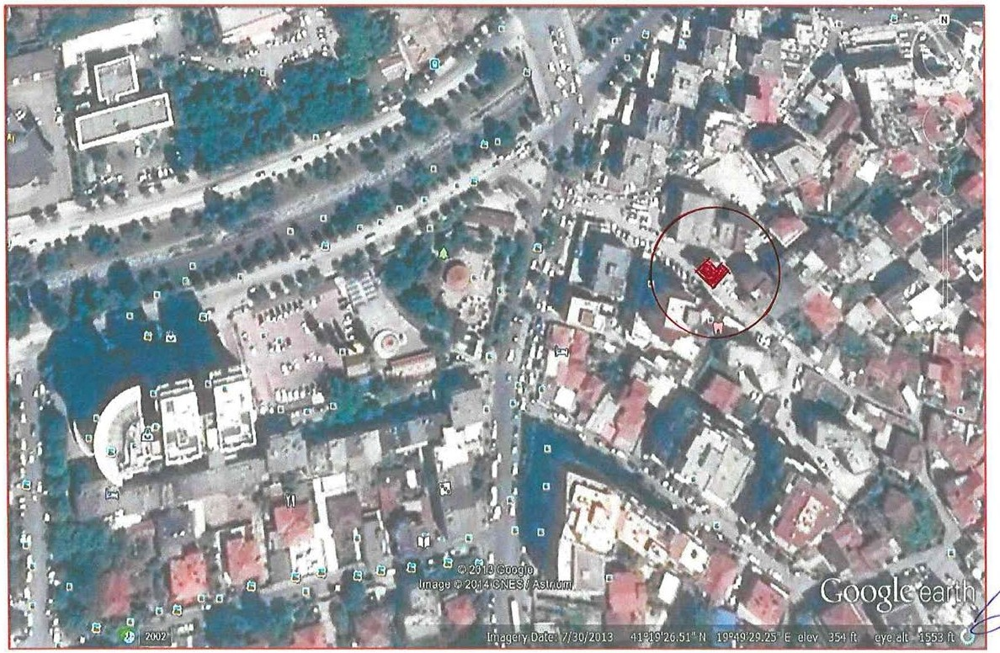 N
© 2013 Google
Image © 2014 CNES / Astrium
Google earth
2002
Imagery Date: 7/30/2013 41°19'26.51" N 19°49'29.25" E elev 354 ft eye alt 1553 ft